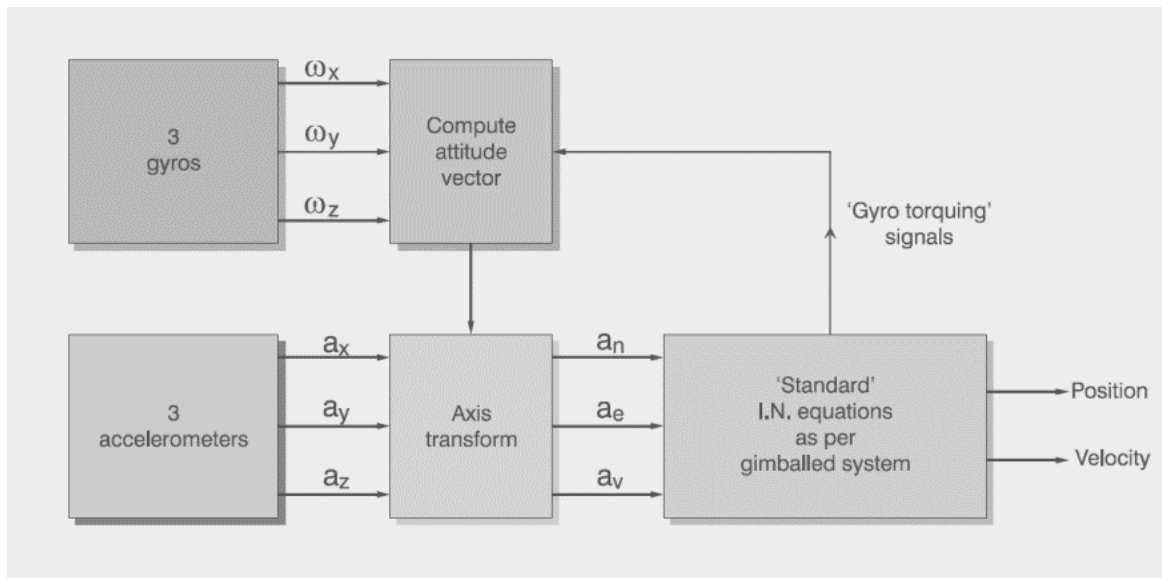 3
gyros
ωx
ωy
ωz
Compute
attitude
vector
'Gyro torquing'
signals
3
accelerometers
ax
ay
az
Axis
transform
an
ae
av
'Standard'
I.N. equations
as per
gimballed system
Position
Velocity